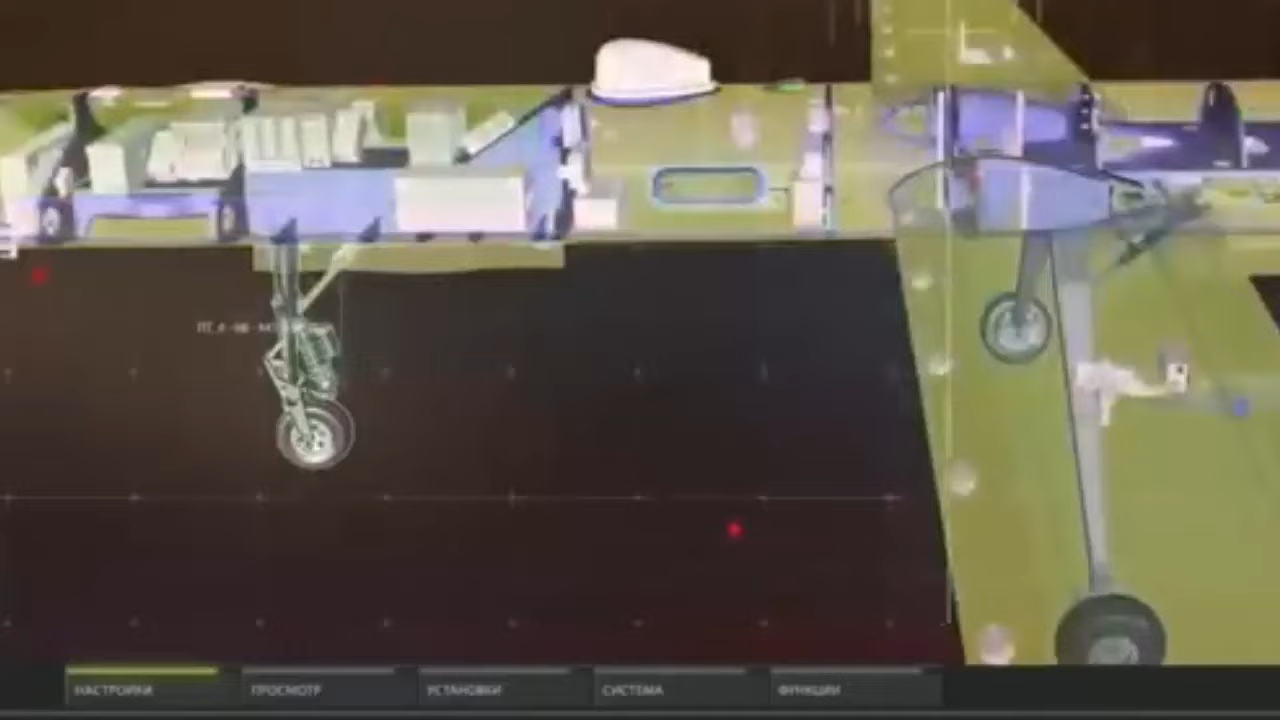 НАСТРОЙКИ
ПРОСМОТР
УСТАНОВКИ
СИСТЕМА
ФУНКЦИИ